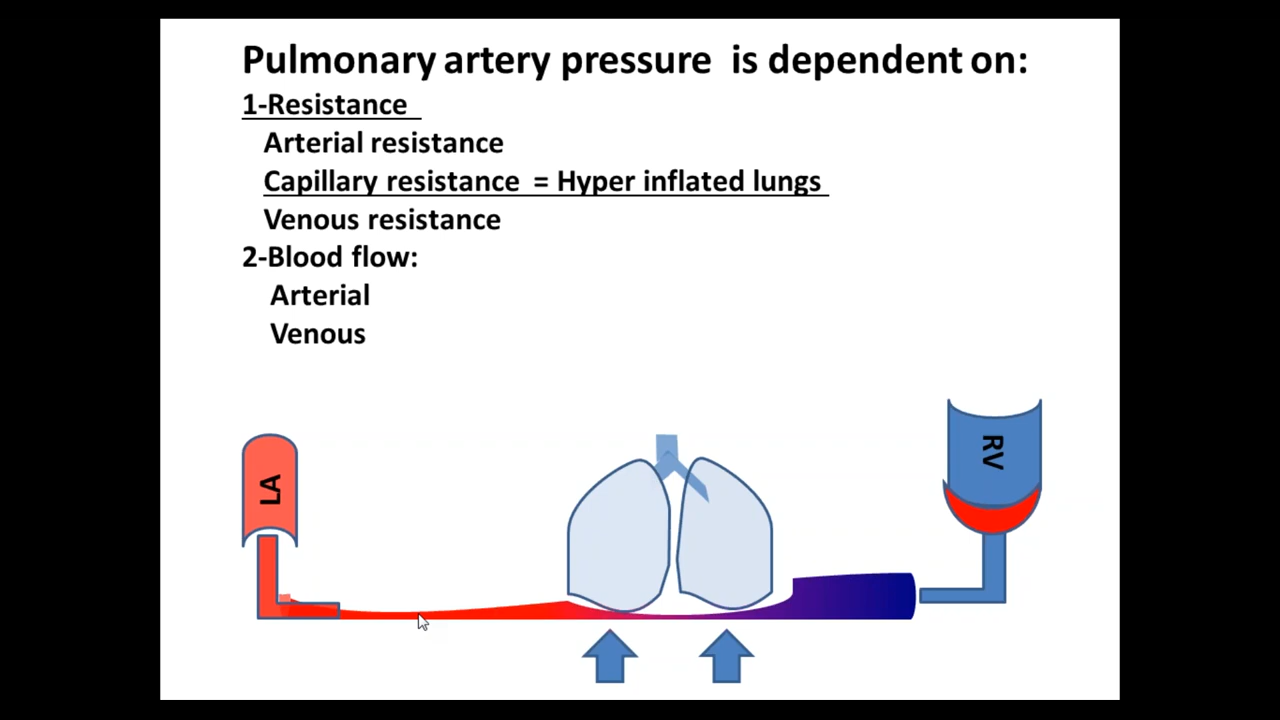 Pulmonary artery pressure is dependent on:
1-Resistance
Arterial resistance
Capillary resistance = Hyper inflated lungs
Venous resistance
2-Blood flow:
Arterial
Venous
LA
RV